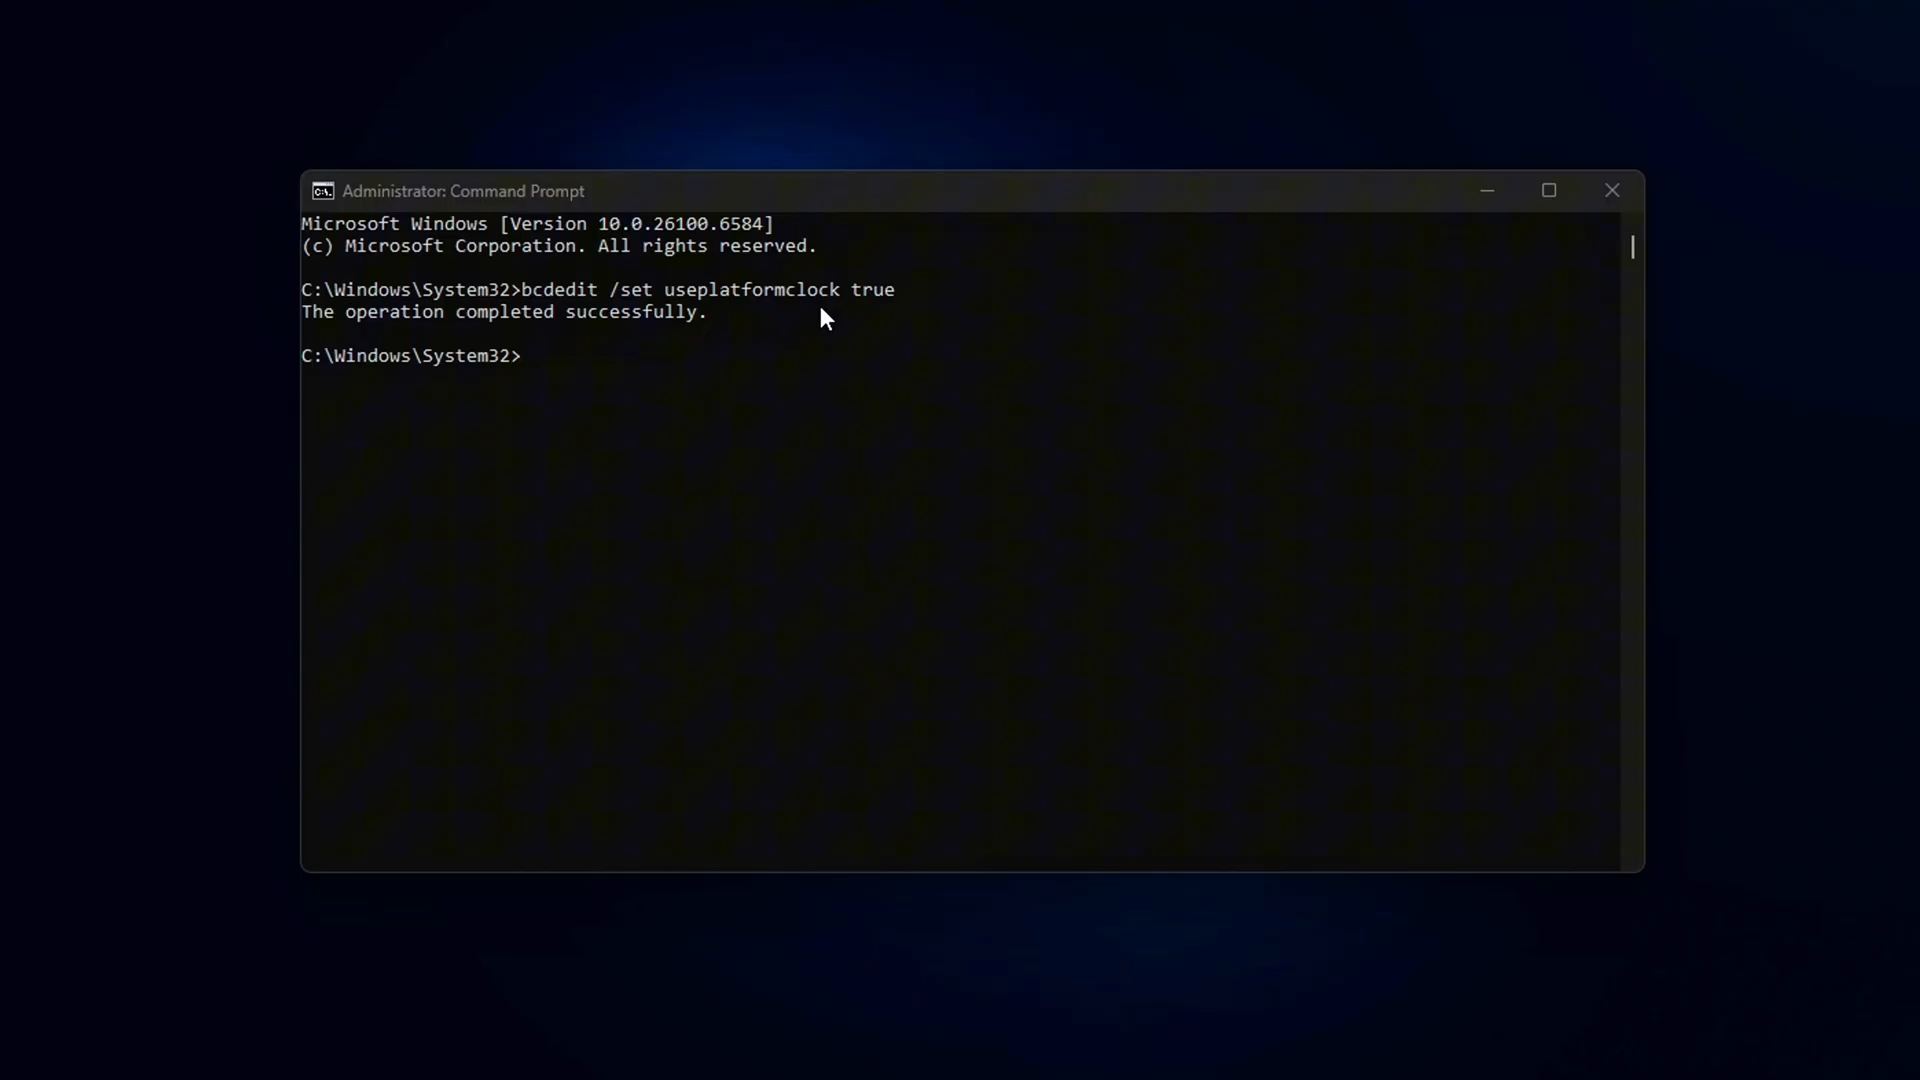 Administrator: Command Prompt
Microsoft Windows [Version 10.0.26100.6584]
(c) Microsoft Corporation. All rights reserved.
C:\Windows\System32>bcdedit /set useplatformclock true
The operation completed successfully.
C:\Windows\System32>